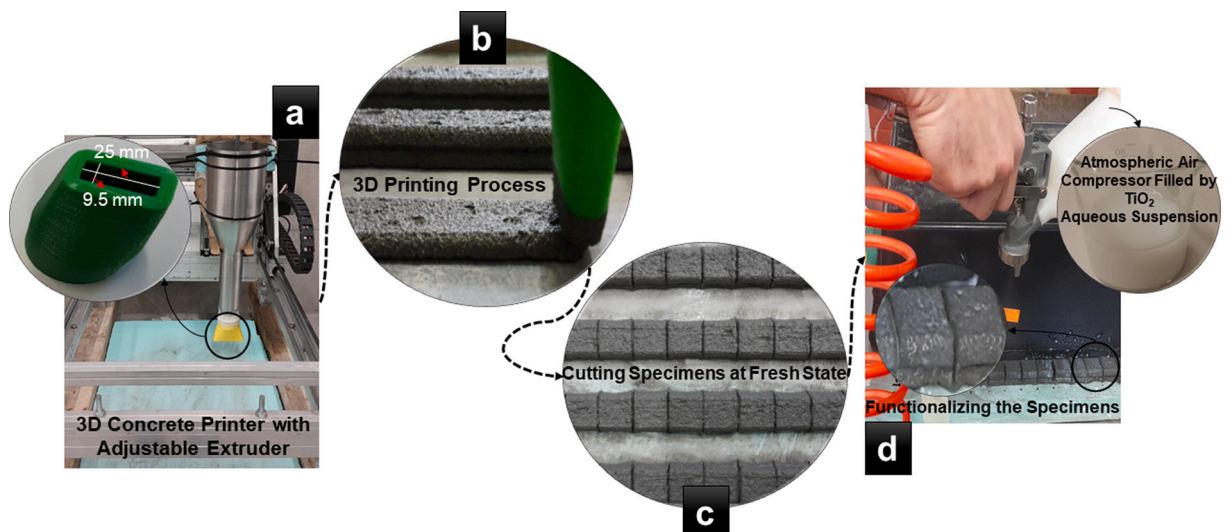 a
25 mm
9.5 mm
3D Concrete Printer with
Adjustable Extruder
b
3D Printing Process
c
Cutting Specimens at Fresh State
d
Atmospheric Air
Compressor Filled by
TiO₂
Aqueous Suspension
Functionalizing the Specimens